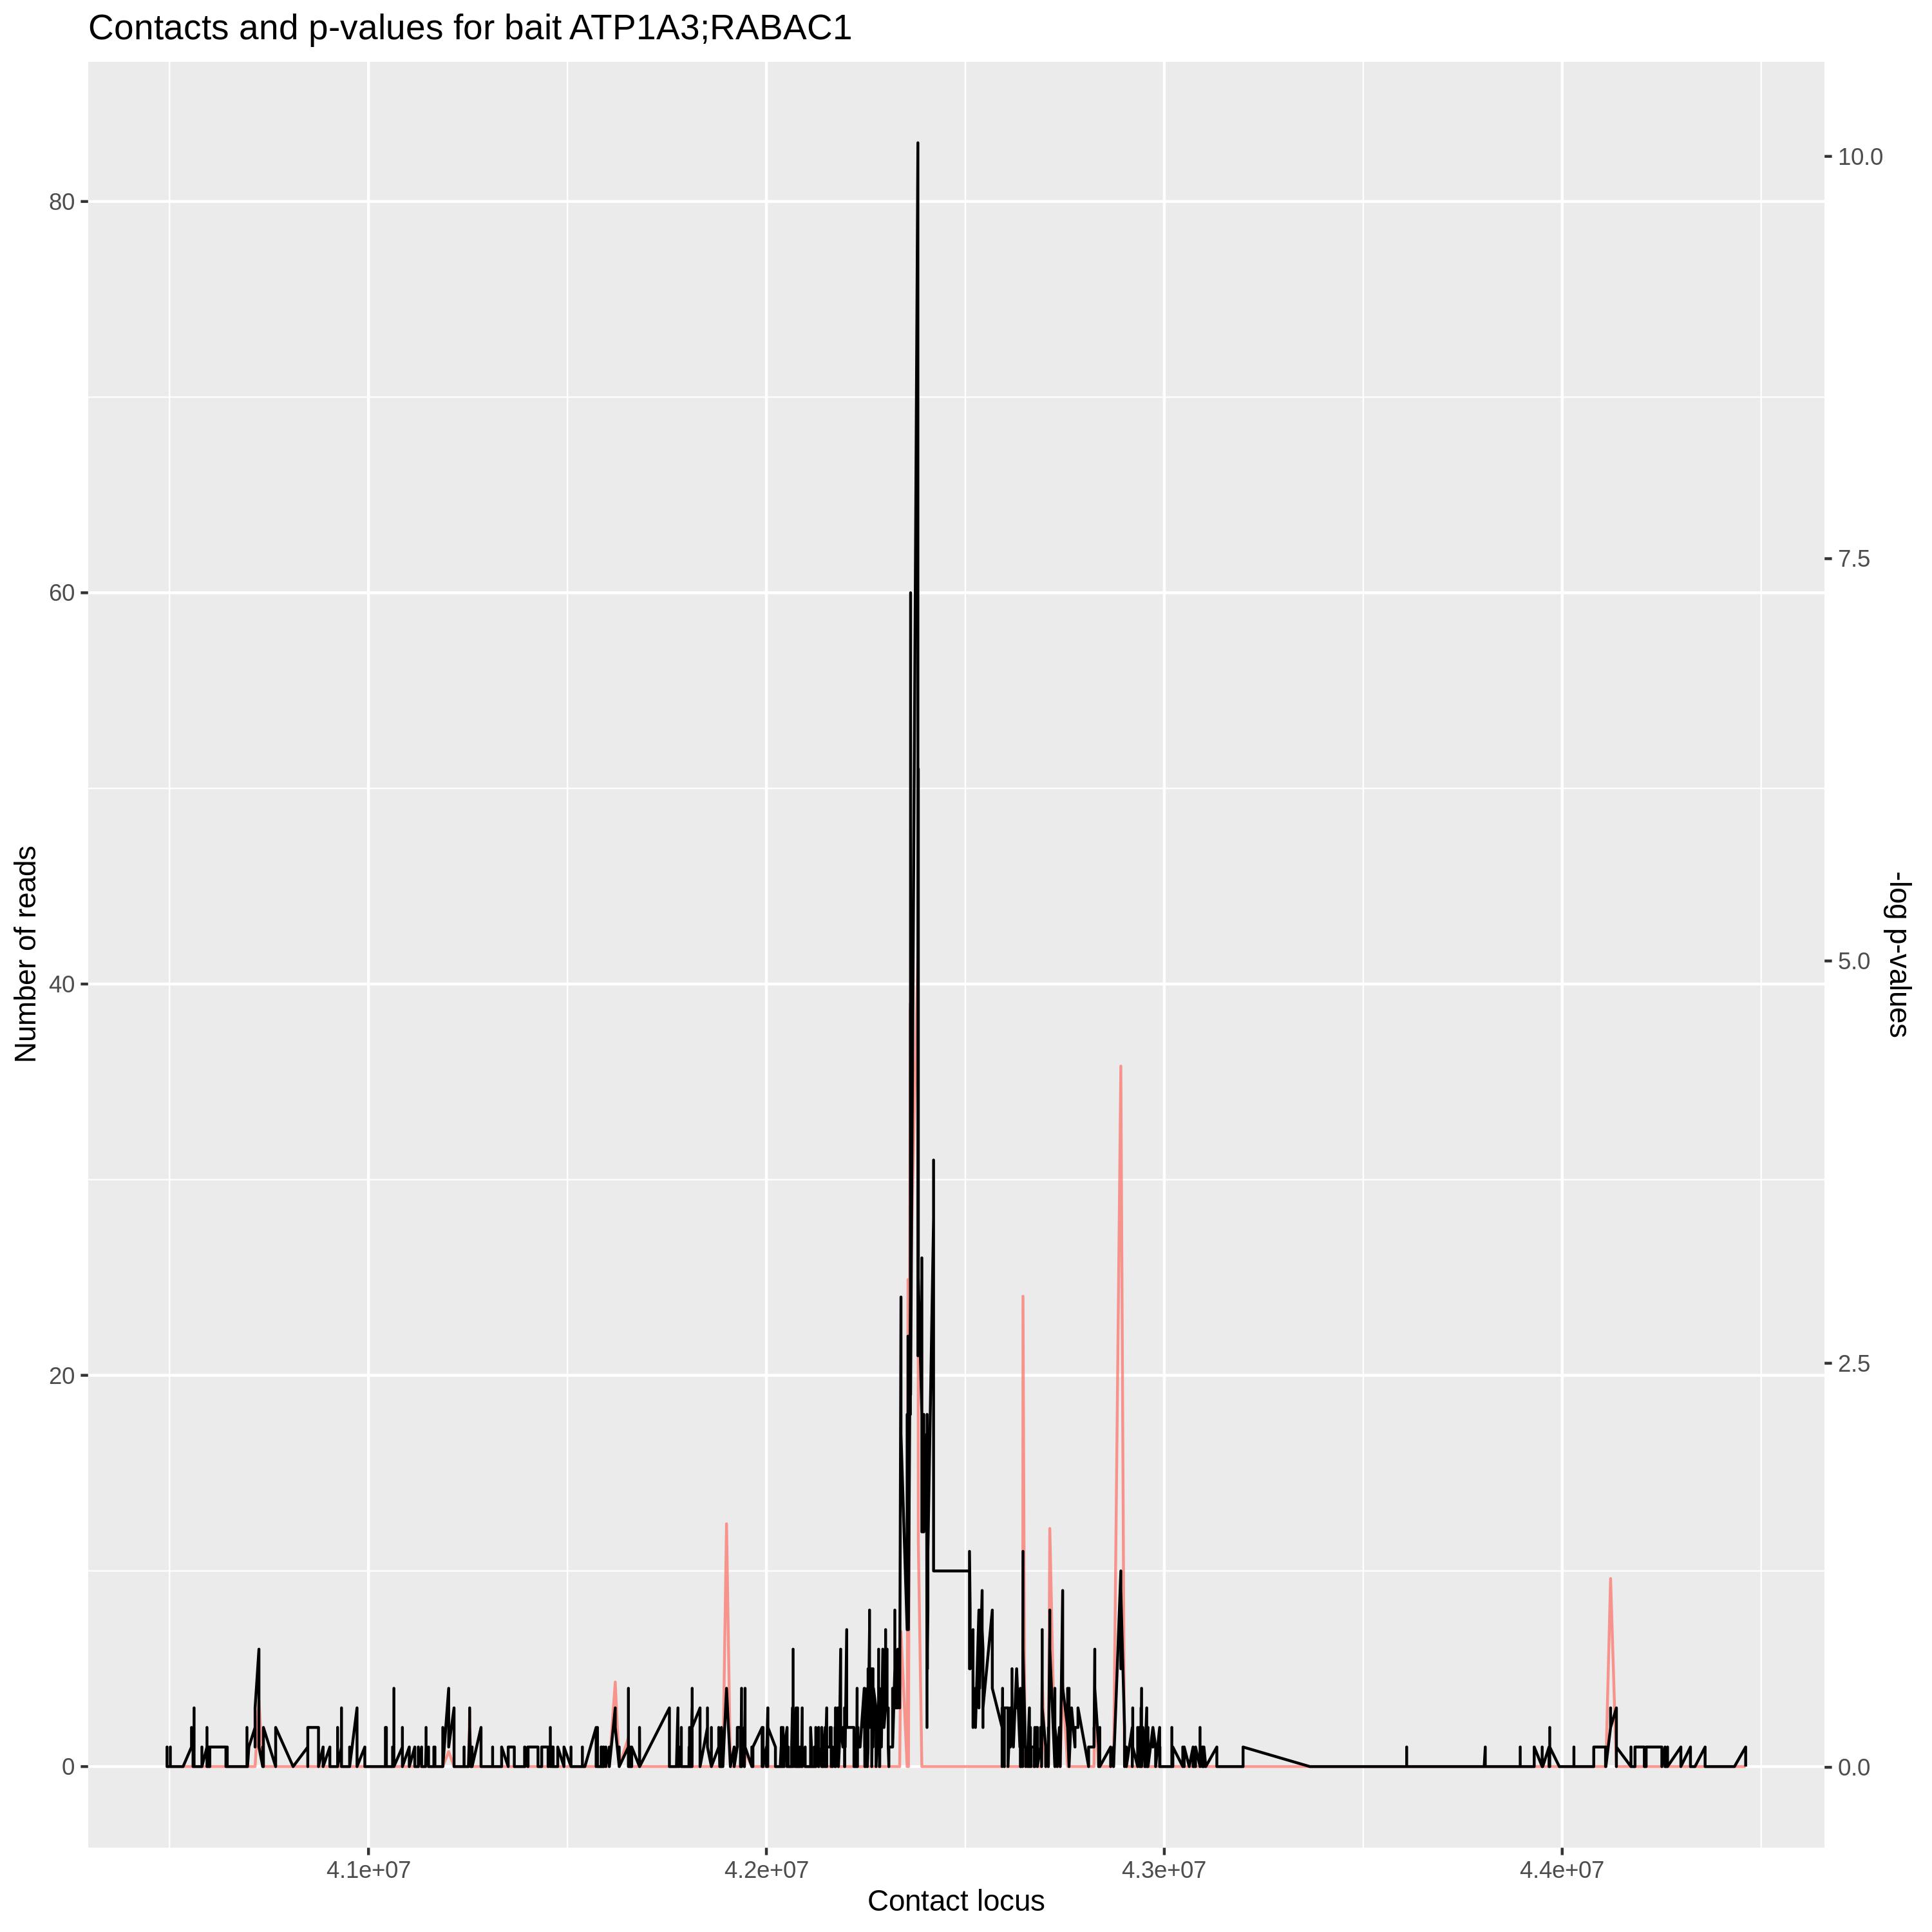 Contacts and p-values for bait ATP1A3;RABAC1
Number of reads
80
60
40
20
0
10.0
7.5
5.0
2.5
0.0
-log p-values
4.1e+07
4.2e+07
4.3e+07
4.4e+07
Contact locus